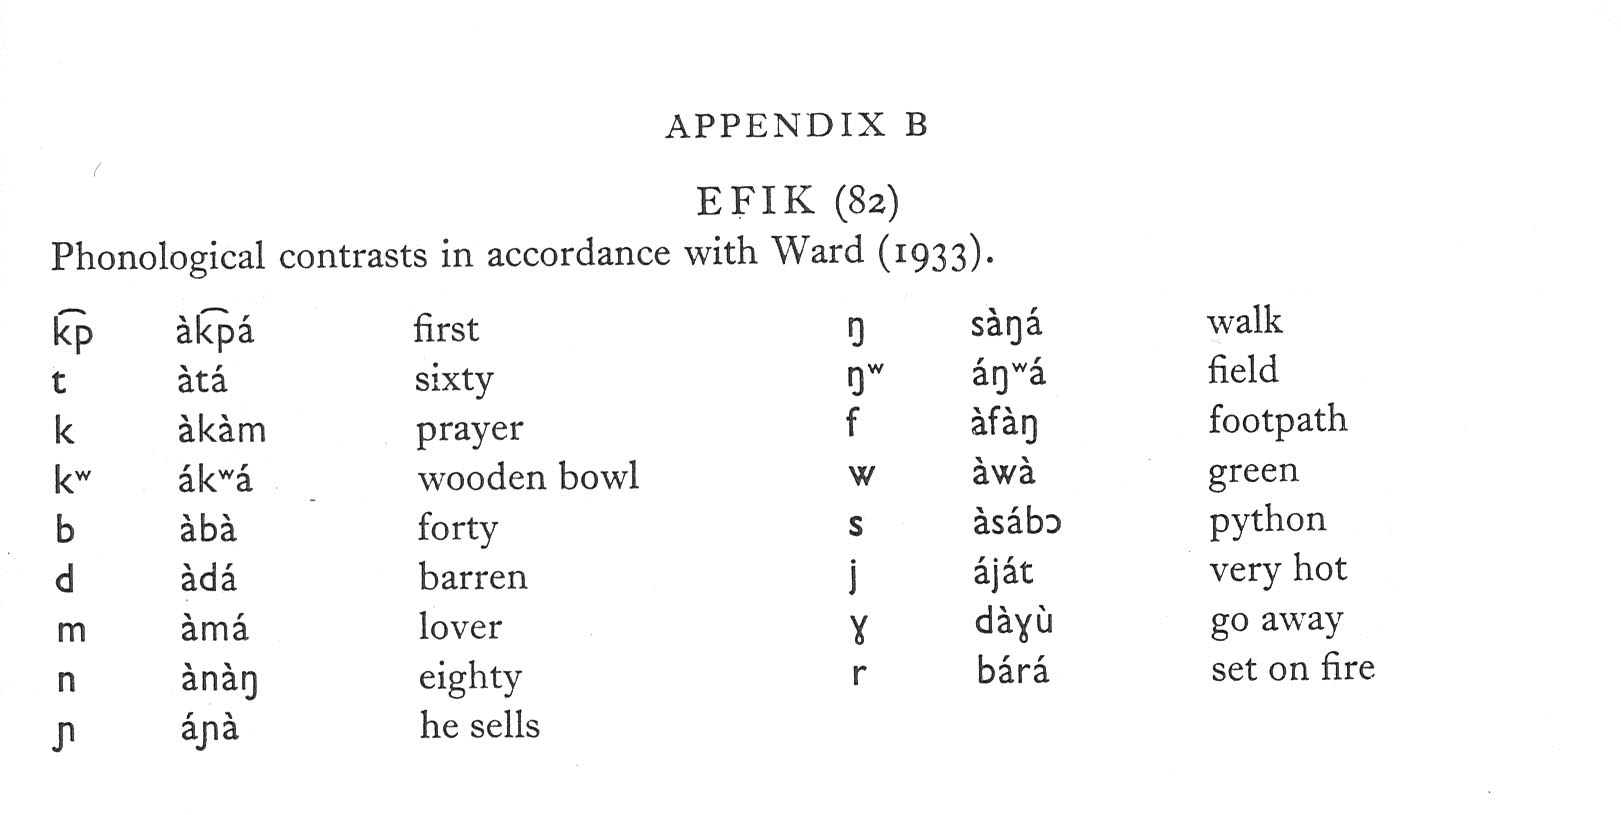 APPENDIX B
EFIK (82)
Phonological contrasts in accordance with Ward (1933).
k͡p àk͡pá first
t àtá sixty
k àkàm prayer
kʷ ákʷá wooden bowl
b àbà forty
d àdá barren
m àmá lover
n ànàŋ eighty
ɲ áɲà he sells
ŋ sàŋá walk
ŋʷ áŋʷá field
f àfàŋ footpath
w àwà green
s àsábɔ python
j áját very hot
ɣ dàɣù go away
r bárá set on fire